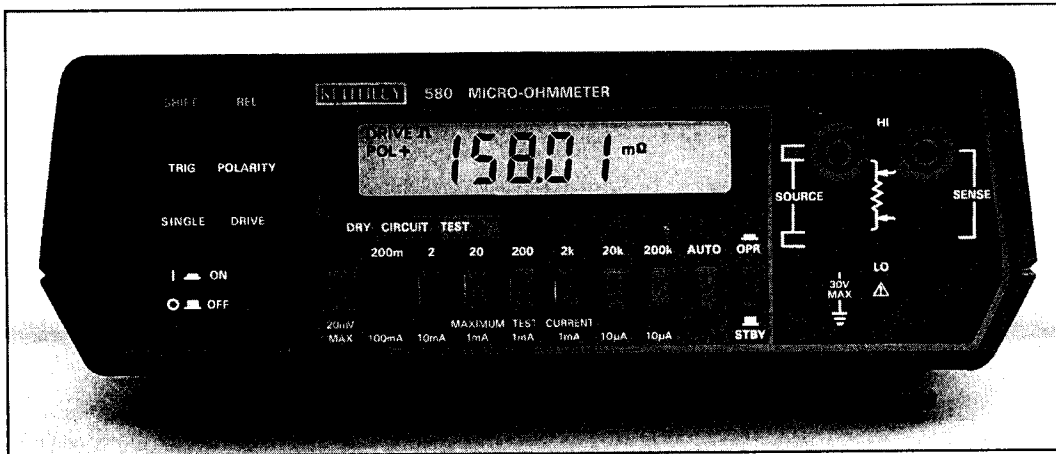 SHIFT REL
KEITHLEY 580 MICRO-OHMMETER
DRIVE
POL + 158.01 mΩ
TRIG POLARITY
SINGLE DRIVE
I ON
O OFF
DRY CIRCUIT TEST
200m 2 20 200 2k 20k 200k AUTO OPR
20mV MAX
MAXIMUM TEST CURRENT
100mA 10mA 1mA 1mA 1mA 10µA 10µA STBY
HI
SOURCE SENSE
LO
30V MAX